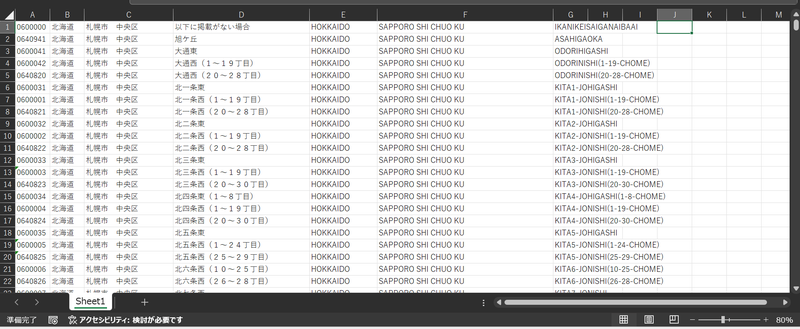 A B C D E F G H I J K L M
1 0600000 北海道 札幌市 中央区 以下に掲載がない場合 HOKKAIDO SAPPORO SHI CHUO KU IKANIKEISAIGANAIBAAI
2 0640941 北海道 札幌市 中央区 旭ケ丘 HOKKAIDO SAPPORO SHI CHUO KU ASAHIGAOKA
3 0600041 北海道 札幌市 中央区 大通東 HOKKAIDO SAPPORO SHI CHUO KU ODORIHIGASHI
4 0600042 北海道 札幌市 中央区 大通西（１～１９丁目） HOKKAIDO SAPPORO SHI CHUO KU ODORINISHI(1-19-CHOME)
5 0640820 北海道 札幌市 中央区 大通西（２０～２８丁目） HOKKAIDO SAPPORO SHI CHUO KU ODORINISHI(20-28-CHOME)
6 0600031 北海道 札幌市 中央区 北一条東 HOKKAIDO SAPPORO SHI CHUO KU KITA1-JOHIGASHI
7 0600001 北海道 札幌市 中央区 北一条西（１～１９丁目） HOKKAIDO SAPPORO SHI CHUO KU KITA1-JONISHI(1-19-CHOME)
8 0640821 北海道 札幌市 中央区 北一条西（２０～２８丁目） HOKKAIDO SAPPORO SHI CHUO KU KITA1-JONISHI(20-28-CHOME)
9 0600032 北海道 札幌市 中央区 北二条東 HOKKAIDO SAPPORO SHI CHUO KU KITA2-JOHIGASHI
10 0600002 北海道 札幌市 中央区 北二条西（１～１９丁目） HOKKAIDO SAPPORO SHI CHUO KU KITA2-JONISHI(1-19-CHOME)
11 0640822 北海道 札幌市 中央区 北二条西（２０～２８丁目） HOKKAIDO SAPPORO SHI CHUO KU KITA2-JONISHI(20-28-CHOME)
12 0600033 北海道 札幌市 中央区 北三条東 HOKKAIDO SAPPORO SHI CHUO KU KITA3-JOHIGASHI
13 0600003 北海道 札幌市 中央区 北三条西（１～１９丁目） HOKKAIDO SAPPORO SHI CHUO KU KITA3-JONISHI(1-19-CHOME)
14 0640823 北海道 札幌市 中央区 北三条西（２０～３０丁目） HOKKAIDO SAPPORO SHI CHUO KU KITA3-JONISHI(20-30-CHOME)
15 0600034 北海道 札幌市 中央区 北四条東（１～８丁目） HOKKAIDO SAPPORO SHI CHUO KU KITA4-JOHIGASHI(1-8-CHOME)
16 0600004 北海道 札幌市 中央区 北四条西（１～１９丁目） HOKKAIDO SAPPORO SHI CHUO KU KITA4-JONISHI(1-19-CHOME)
17 0640824 北海道 札幌市 中央区 北四条西（２０～３０丁目） HOKKAIDO SAPPORO SHI CHUO KU KITA4-JONISHI(20-30-CHOME)
18 0600035 北海道 札幌市 中央区 北五条東 HOKKAIDO SAPPORO SHI CHUO KU KITA5-JOHIGASHI
19 0600005 北海道 札幌市 中央区 北五条西（１～２４丁目） HOKKAIDO SAPPORO SHI CHUO KU KITA5-JONISHI(1-24-CHOME)
20 0640825 北海道 札幌市 中央区 北五条西（２５～２９丁目） HOKKAIDO SAPPORO SHI CHUO KU KITA5-JONISHI(25-29-CHOME)
21 0600006 北海道 札幌市 中央区 北六条西（１０～２５丁目） HOKKAIDO SAPPORO SHI CHUO KU KITA6-JONISHI(10-25-CHOME)
22 0640826 北海道 札幌市 中央区 北六条西（２６～２８丁目） HOKKAIDO SAPPORO SHI CHUO KU KITA6-JONISHI(26-28-CHOME)
Sheet1
準備完了 アクセシビリティ: 検討が必要です 80%